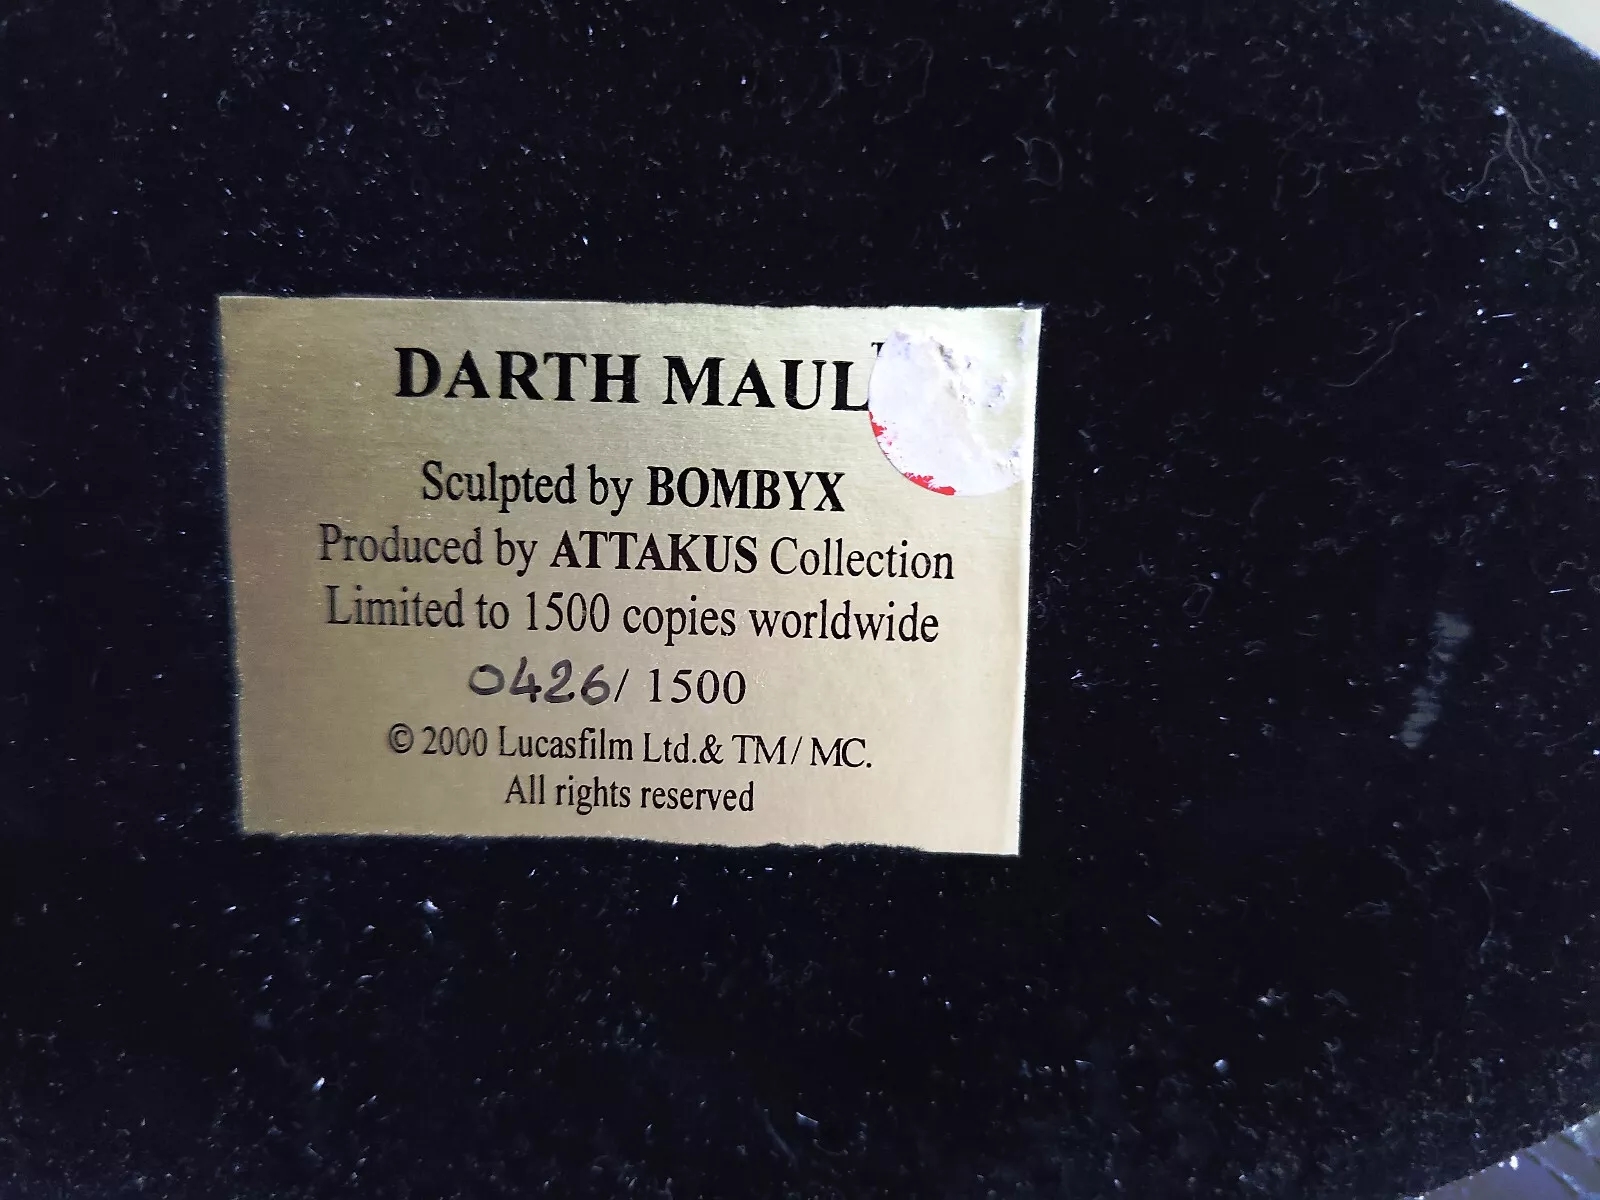 DARTH MAUL
Sculpted by BOMBYX
Produced by ATTAKUS Collection
Limited to 1500 copies worldwide
0426/ 1500
© 2000 Lucasfilm Ltd.& TM/ MC.
All rights reserved